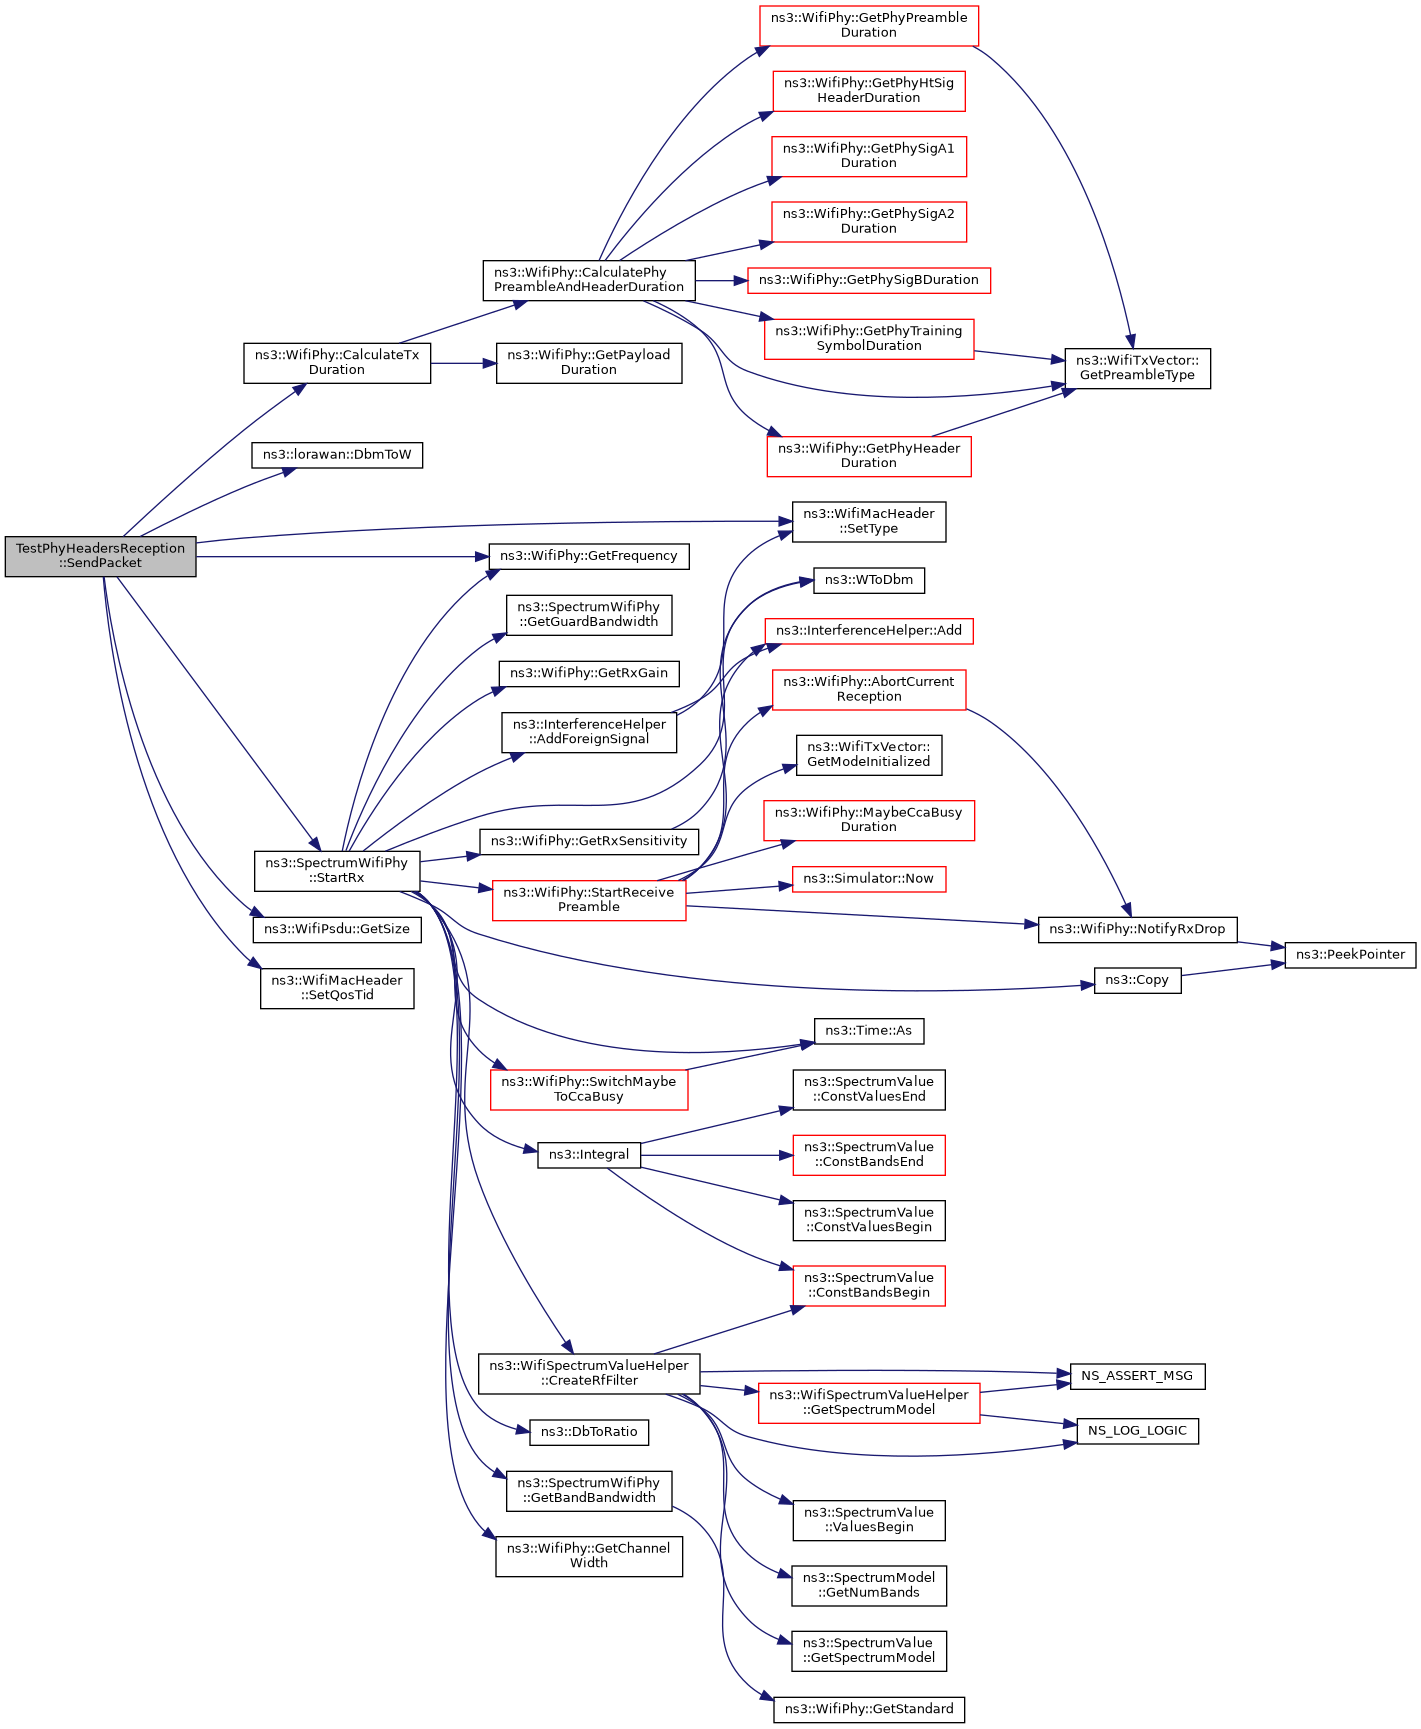 ns3::WifiPhy::GetPhyPreamble
Duration
ns3::WifiPhy::GetPhyHtSig
HeaderDuration
ns3::WifiPhy::GetPhySigA1
Duration
ns3::WifiPhy::GetPhySigA2
Duration
ns3::WifiPhy::CalculatePhy
PreambleAndHeaderDuration
ns3::WifiPhy::GetPhySigBDuration
ns3::WifiPhy::GetPhyTraining
SymbolDuration
ns3::WifiPhy::CalculateTx
Duration
ns3::WifiPhy::GetPayload
Duration
ns3::WifiTxVector::
GetPreambleType
ns3::lorawan::DbmToW
ns3::WifiPhy::GetPhyHeader
Duration
TestPhyHeadersReception
::SendPacket
ns3::WifiMacHeader
::SetType
ns3::WifiPhy::GetFrequency
ns3::WToDbm
ns3::SpectrumWifiPhy
::GetGuardBandwidth
ns3::InterferenceHelper::Add
ns3::WifiPhy::GetRxGain
ns3::WifiPhy::AbortCurrent
Reception
ns3::InterferenceHelper
::AddForeignSignal
ns3::WifiTxVector::
GetModeInitialized
ns3::WifiPhy::GetRxSensitivity
ns3::WifiPhy::MaybeCcaBusy
Duration
ns3::SpectrumWifiPhy
::StartRx
ns3::WifiPhy::StartReceive
Preamble
ns3::Simulator::Now
ns3::WifiPsdu::GetSize
ns3::WifiPhy::NotifyRxDrop
ns3::PeekPointer
ns3::WifiMacHeader
::SetQosTid
ns3::Copy
ns3::Time::As
ns3::WifiPhy::SwitchMaybe
ToCcaBusy
ns3::SpectrumValue
::ConstValuesEnd
ns3::Integral
ns3::SpectrumValue
::ConstBandsEnd
ns3::SpectrumValue
::ConstValuesBegin
ns3::SpectrumValue
::ConstBandsBegin
ns3::WifiSpectrumValueHelper
::CreateRfFilter
NS_ASSERT_MSG
ns3::WifiSpectrumValueHelper
::GetSpectrumModel
NS_LOG_LOGIC
ns3::DbToRatio
ns3::SpectrumWifiPhy
::GetBandBandwidth
ns3::SpectrumValue
::ValuesBegin
ns3::WifiPhy::GetChannel
Width
ns3::SpectrumModel
::GetNumBands
ns3::SpectrumValue
::GetSpectrumModel
ns3::WifiPhy::GetStandard